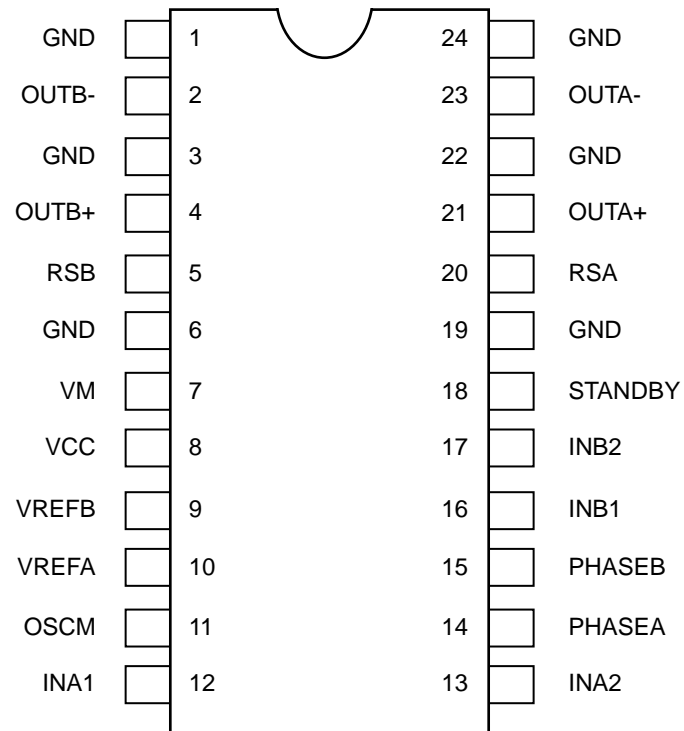 GND 1 24 GND
OUTB- 2 23 OUTA-
GND 3 22 GND
OUTB+ 4 21 OUTA+
RSB 5 20 RSA
GND 6 19 GND
VM 7 18 STANDBY
VCC 8 17 INB2
VREFB 9 16 INB1
VREFA 10 15 PHASEB
OSCM 11 14 PHASEA
INA1 12 13 INA2